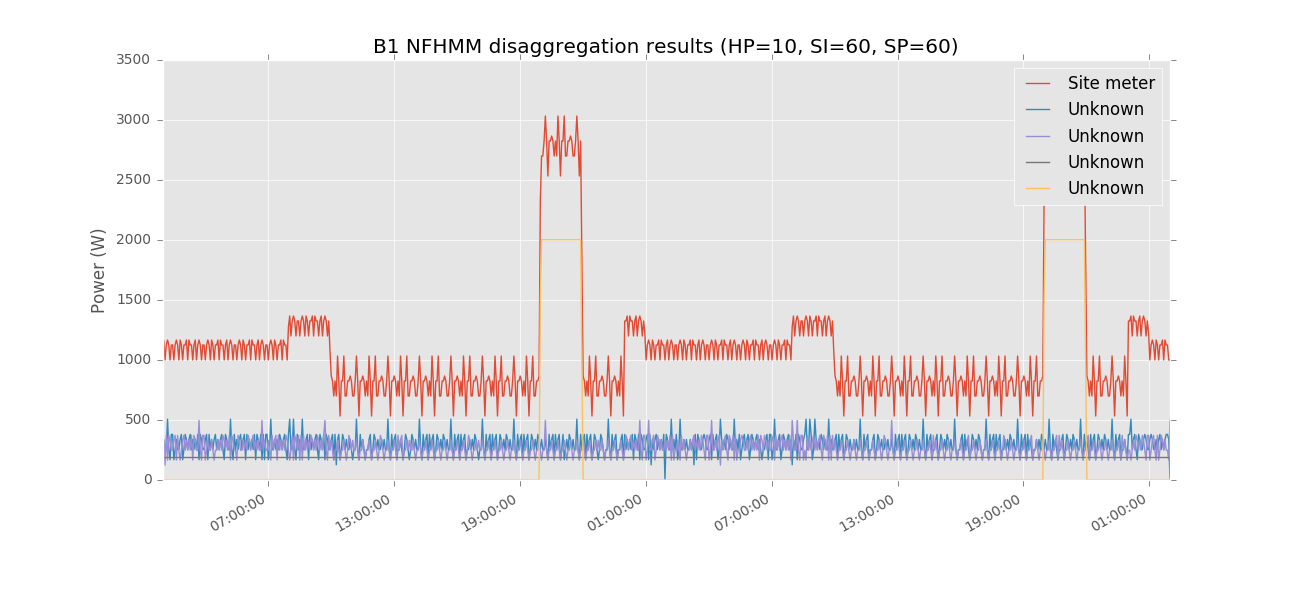 B1 NFHMM disaggregation results (HP=10, SI=60, SP=60)
3500
3000
2500
2000
1500
1000
500
0
Power (W)
Site meter
Unknown
Unknown
Unknown
Unknown
07:00:00
13:00:00
19:00:00
01:00:00
07:00:00
13:00:00
19:00:00
01:00:00